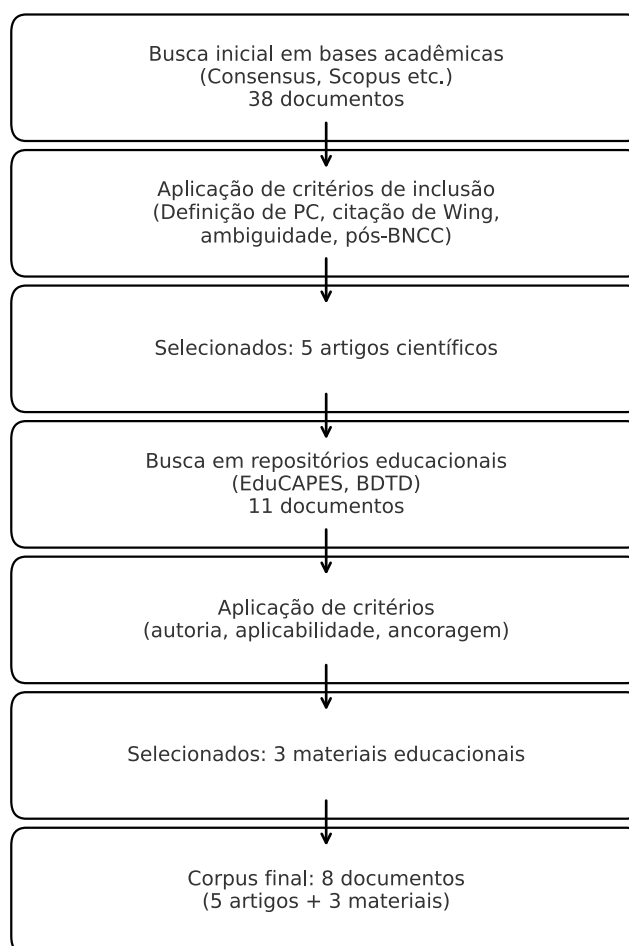 Busca inicial em bases acadêmicas
(Consensus, Scopus etc.)
38 documentos
Aplicação de critérios de inclusão
(Definição de PC, citação de Wing,
ambiguidade, pós-BNCC)
Selecionados: 5 artigos científicos
Busca em repositórios educacionais
(EduCAPES, BDTD)
11 documentos
Aplicação de critérios
(autoria, aplicabilidade, ancoragem)
Selecionados: 3 materiais educacionais
Corpus final: 8 documentos
(5 artigos + 3 materiais)